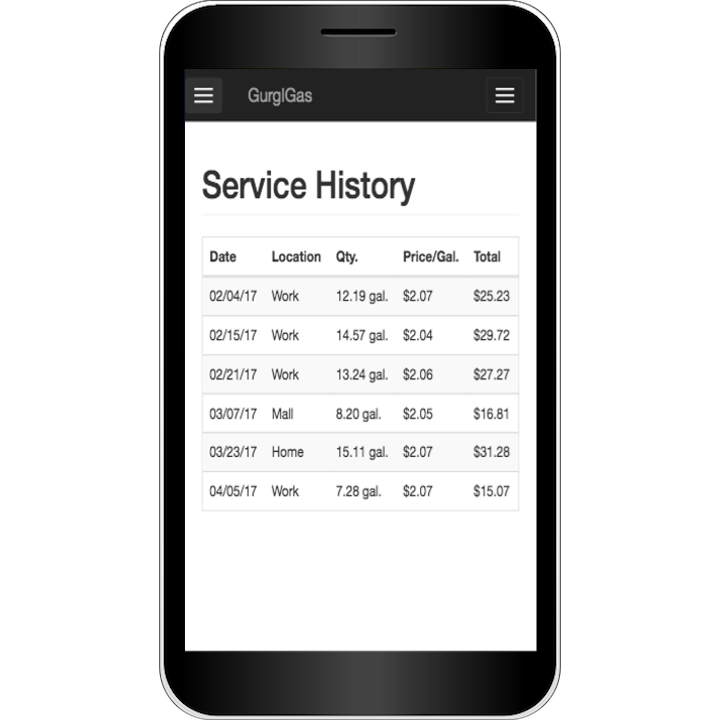 GurglGas
Service History
Date Location Qty. Price/Gal. Total
02/04/17 Work 12.19 gal. $2.07 $25.23
02/15/17 Work 14.57 gal. $2.04 $29.72
02/21/17 Work 13.24 gal. $2.06 $27.27
03/07/17 Mall 8.20 gal. $2.05 $16.81
03/23/17 Home 15.11 gal. $2.07 $31.28
04/05/17 Work 7.28 gal. $2.07 $15.07